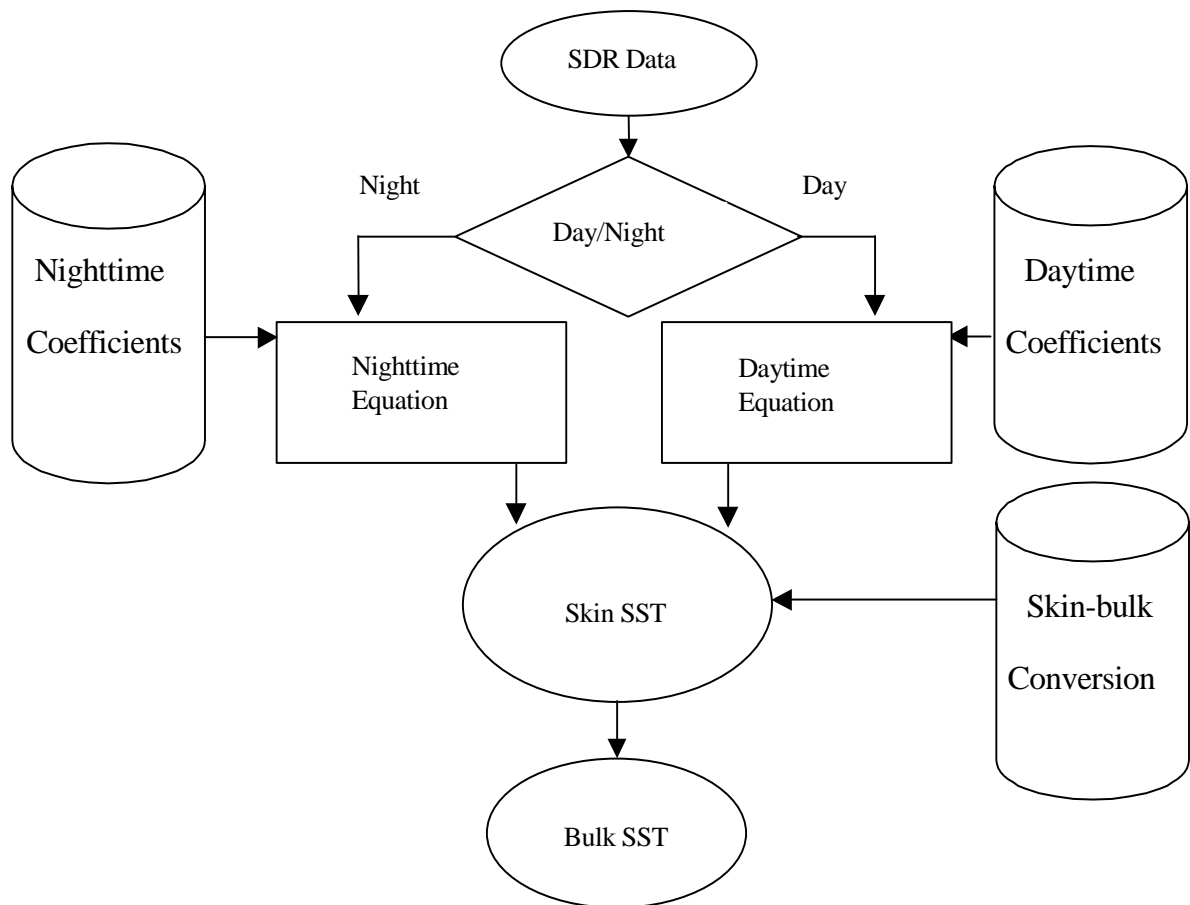 SDR Data
Night
Day
Day/Night
Nighttime
Coefficients
Daytime
Coefficients
Nighttime
Equation
Daytime
Equation
Skin SST
Skin-bulk
Conversion
Bulk SST